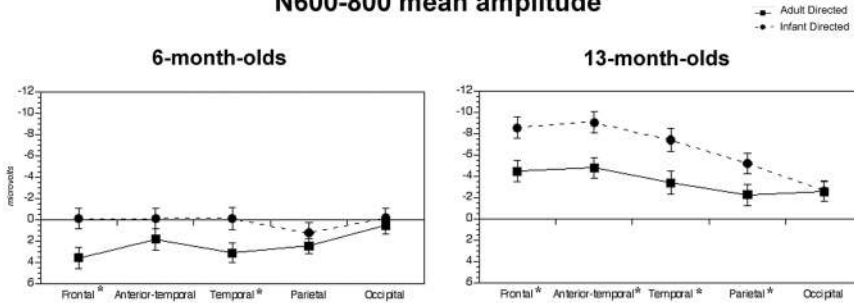 N600-800 mean amplitude
Adult Directed
Infant Directed
6-month-olds
13-month-olds
microvolts
-12
-10
-8
-6
-4
-2
0
2
4
6
Frontal * Anterior-temporal Temporal * Parietal Occipital
-12
-10
-8
-6
-4
-2
0
2
4
6
Frontal * Anterior-temporal * Temporal * Parietal * Occipital